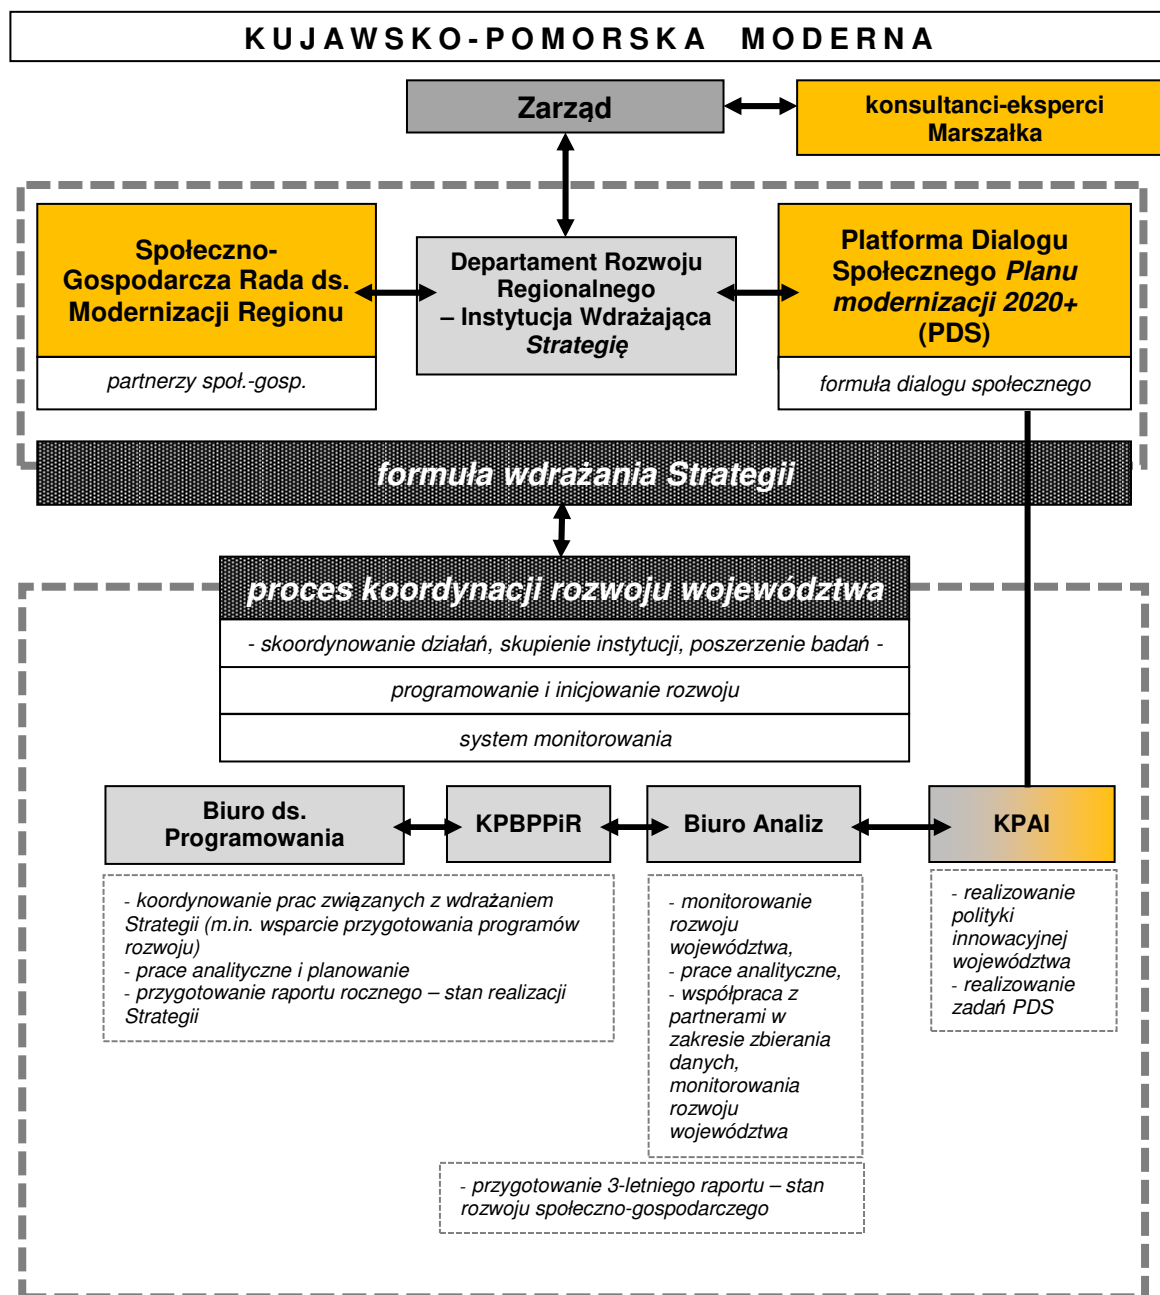 KUJAWSKO-POMORSKA MODERNA
Zarząd
konsultanci-eksperci
Marszałka
Społeczno-
Gospodarcza Rada ds.
Modernizacji Regionu
partnerzy społ.-gosp.
Departament Rozwoju
Regionalnego
– Instytucja Wdrażająca
Strategię
Platforma Dialogu
Społecznego Planu
modernizacji 2020+
(PDS)
formuła dialogu społecznego
formuła wdrażania Strategii
proces koordynacji rozwoju województwa
- skoordynowanie działań, skupienie instytucji, poszerzenie badań -
programowanie i inicjowanie rozwoju
system monitorowania
Biuro ds.
Programowania
KPBPPiR
Biuro Analiz
KPAI
- koordynowanie prac związanych z wdrażaniem
Strategii (m.in. wsparcie przygotowania programów
rozwoju)
- prace analityczne i planowanie
- przygotowanie raportu rocznego – stan realizacji
Strategii
- monitorowanie
rozwoju
województwa,
- prace analityczne,
- współpraca z
partnerami w
zakresie zbierania
danych,
monitorowania
rozwoju
województwa
- realizowanie
polityki
innowacyjnej
województwa
- realizowanie
zadań PDS
- przygotowanie 3-letniego raportu – stan
rozwoju społeczno-gospodarczego